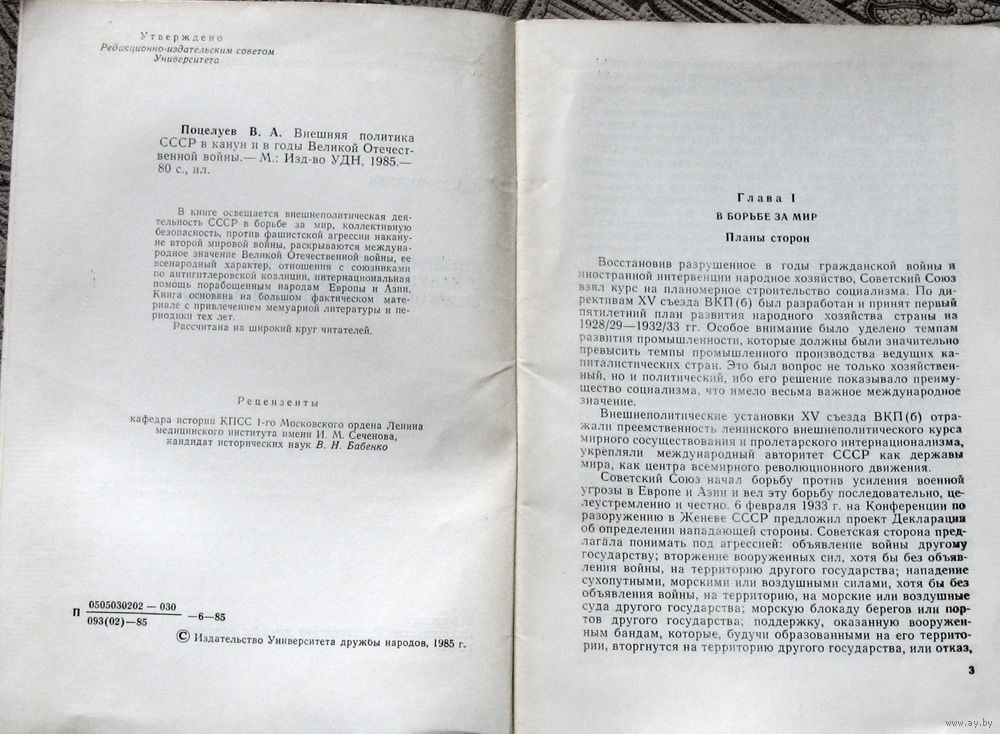 Утверждено
Редакционно-издательским советом
Университета
Поцелуев В. А. Внешняя политика
СССР в канун и в годы Великой Отечест-
венной войны.— М.: Изд-во УДН, 1985.—
80 с., ил.
В книге освещается внешнеполитическая дея-
тельность СССР в борьбе за мир, коллективную
безопасность, против фашистской агрессии накану-
не второй мировой войны, раскрываются междуна-
родное значение Великой Отечественной войны, ее
всенародный характер, отношения с союзниками
по антигитлеровской коалиции, интернациональная
помощь порабощенным народам Европы и Азии.
Книга основана на большом фактическом мате-
риале с привлечением мемуарной литературы и пе-
риодики тех лет.
Рассчитана на широкий круг читателей.
Рецензенты
кафедра истории КПСС 1-го Московского ордена Ленина
медицинского института имени И. М. Сеченова,
кандидат исторических наук В. Н. Бабенко
П 0505030202 — 030
093(02)—85 —6—85
© Издательство Университета дружбы народов, 1985 г.
Глава I
В БОРЬБЕ ЗА МИР
Планы сторон
Восстановив разрушенное в годы гражданской войны и
иностранной интервенции народное хозяйство, Советский Союз
взял курс на планомерное строительство социализма. По ди-
рективам XV съезда ВКП(б) был разработан и принят первый
пятилетний план развития народного хозяйства страны на
1928/29—1932/33 гг. Особое внимание было уделено темпам
развития промышленности, которые должны были значительно
превысить темпы промышленного производства ведущих ка-
питалистических стран. Это был вопрос не только хозяйствен-
ный, но и политический, ибо его решение показывало преиму-
щество социализма, что имело весьма важное международное
значение.
Внешнеполитические установки XV съезда ВКП(б) отра-
жали преемственность ленинского внешнеполитического курса
мирного сосуществования и пролетарского интернационализма,
укрепляли международный авторитет СССР как державы
мира, как центра всемирного революционного движения.
Советский Союз начал борьбу против усиления военной
угрозы в Европе и Азии и вел эту борьбу последовательно, це-
леустремленно и честно. 6 февраля 1933 г. на Конференции по
разоружению в Женеве СССР предложил проект Декларации
об определении нападающей стороны. Советская сторона пред-
лагала понимать под агрессией: объявление войны другому
государству; вторжение вооруженных сил, хотя бы без объяв-
ления войны, на территорию другого государства; нападение
сухопутными, морскими или воздушными силами, хотя бы без
объявления войны, на территорию, на морские или воздушные
суда другого государства; морскую блокаду берегов или пор-
тов другого государства; поддержку, оказанную вооружен-
ным бандам, которые, будучи образованными на его террито-
рии, вторгнутся на территорию другого государства, или отказ,
3
www.ay.by